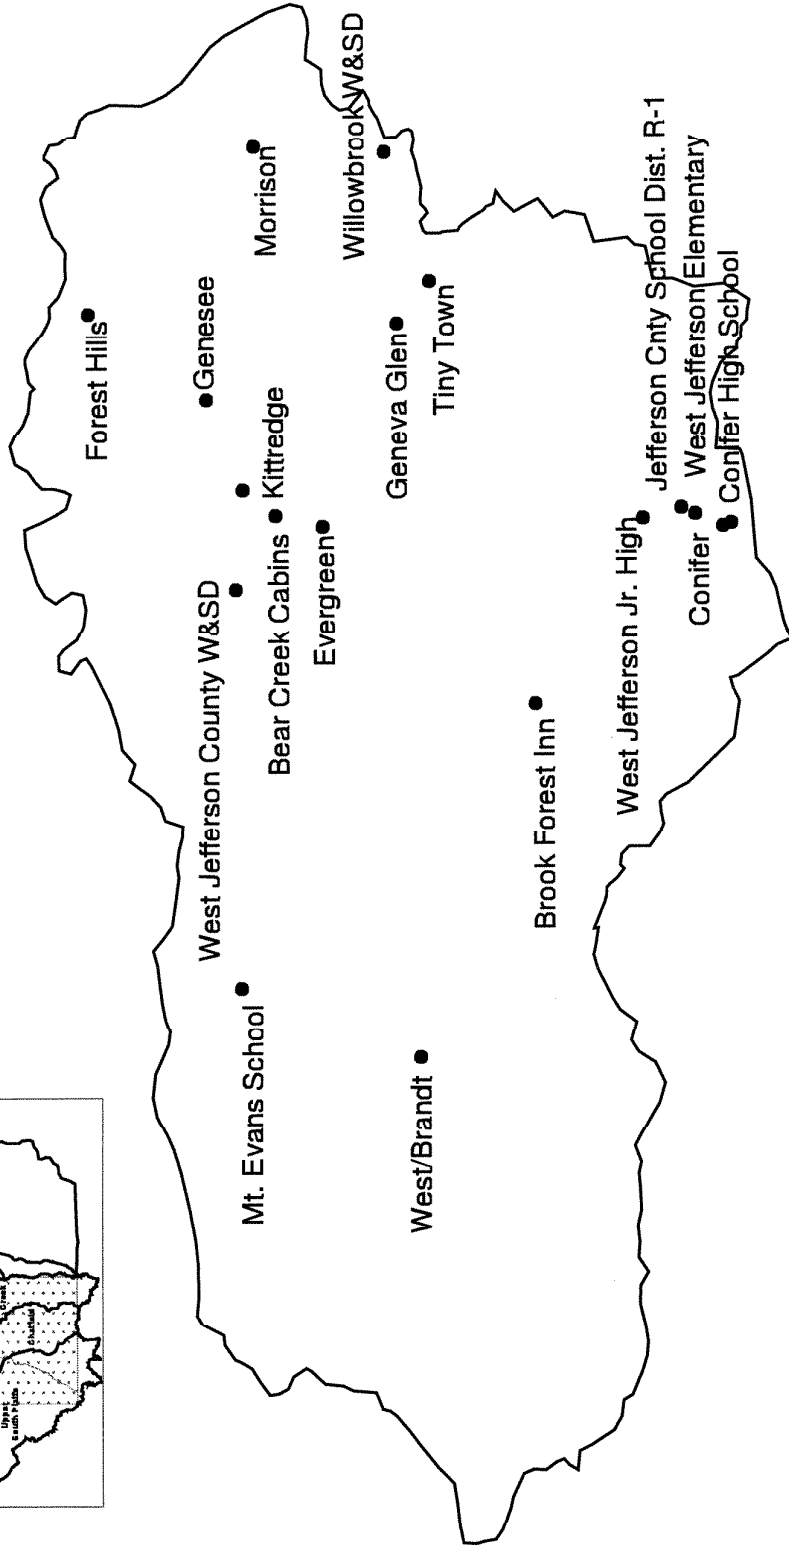 Forest Hills
Genesee
Morrison
Willowbrook W&SD
Kittredge
West Jefferson County W&SD
Bear Creek Cabins
Evergreen
Geneva Glen
Tiny Town
Mt. Evans School
West/Brandt
Brook Forest Inn
West Jefferson Jr. High
Jefferson Cnty School Dist. R-1
West Jefferson Elementary
Conifer
Conifer High School
Upper
South Platte
Chatfield
Creek